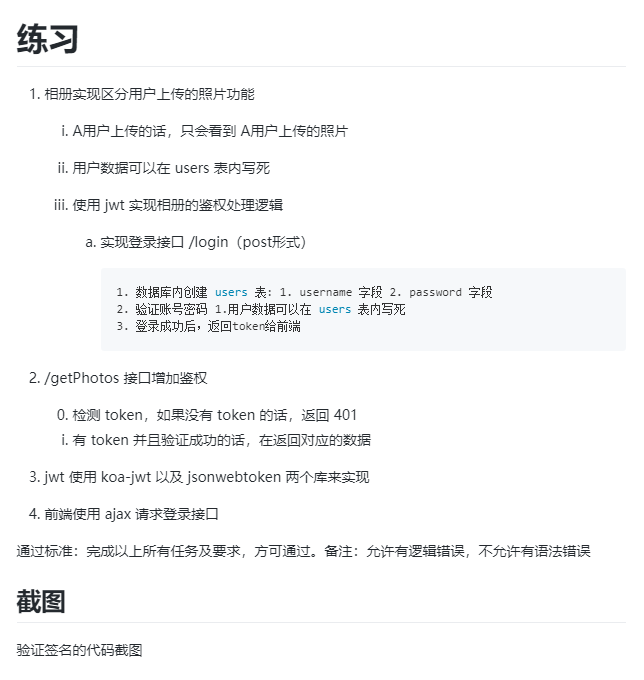 练习
1. 相册实现区分用户上传的照片功能
i. A用户上传的话，只会看到 A用户上传的照片
ii. 用户数据可以在 users 表内写死
iii. 使用 jwt 实现相册的鉴权处理逻辑
a. 实现登录接口 /login（post形式）
1. 数据库内创建 users 表: 1. username 字段 2. password 字段
2. 验证账号密码 1.用户数据可以在 users 表内写死
3. 登录成功后，返回token给前端
2. /getPhotos 接口增加鉴权
0. 检测 token，如果没有 token 的话，返回 401
i. 有 token 并且验证成功的话，在返回对应的数据
3. jwt 使用 koa-jwt 以及 jsonwebtoken 两个库来实现
4. 前端使用 ajax 请求登录接口
通过标准：完成以上所有任务及要求，方可通过。备注：允许有逻辑错误，不允许有语法错误
截图
验证签名的代码截图